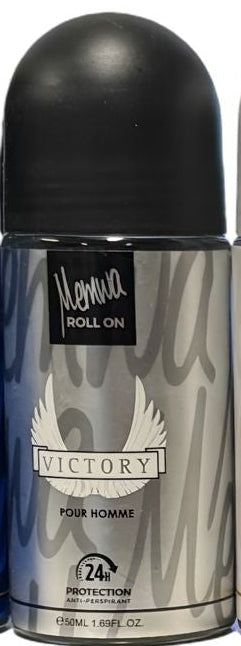 Memwa
ROLL ON
VICTORY
POUR HOMME
24H
PROTECTION
ANTI-PERSPIRANT
℮50ML 1.69FL.OZ.